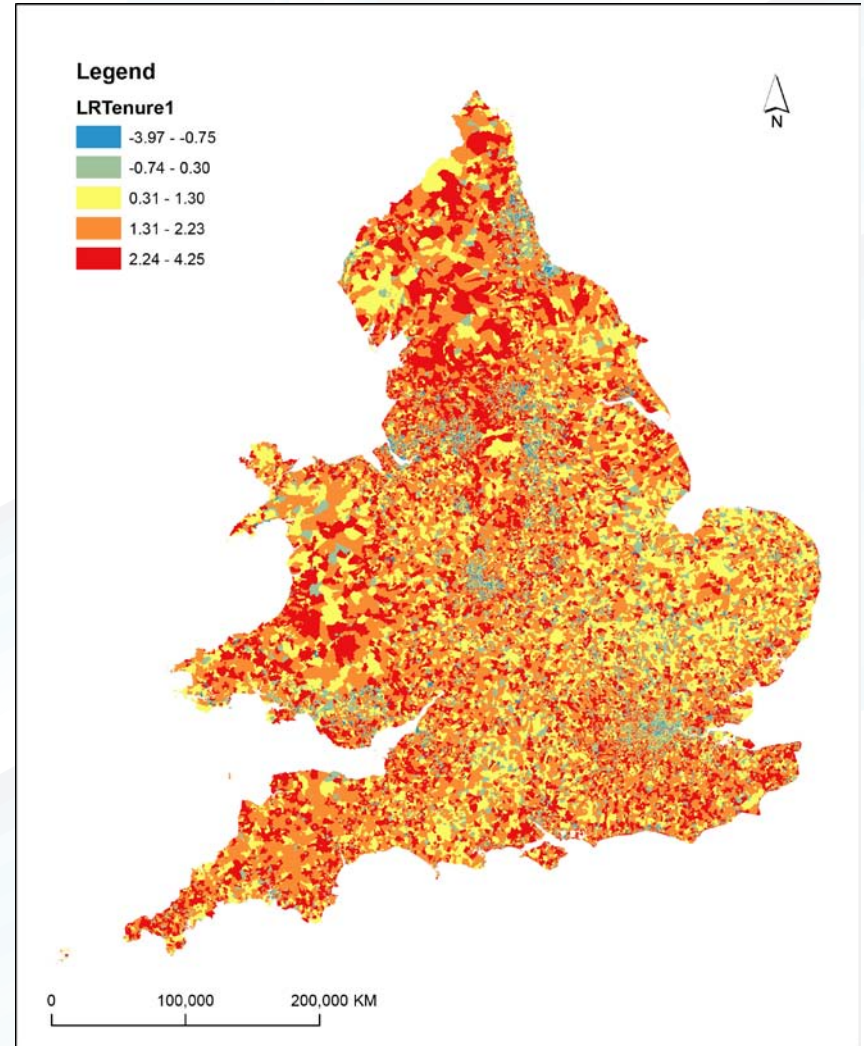 Legend
LRTenure1
-3.97 - -0.75
-0.74 - 0.30
0.31 - 1.30
1.31 - 2.23
2.24 - 4.25
N
0 100,000 200,000 KM